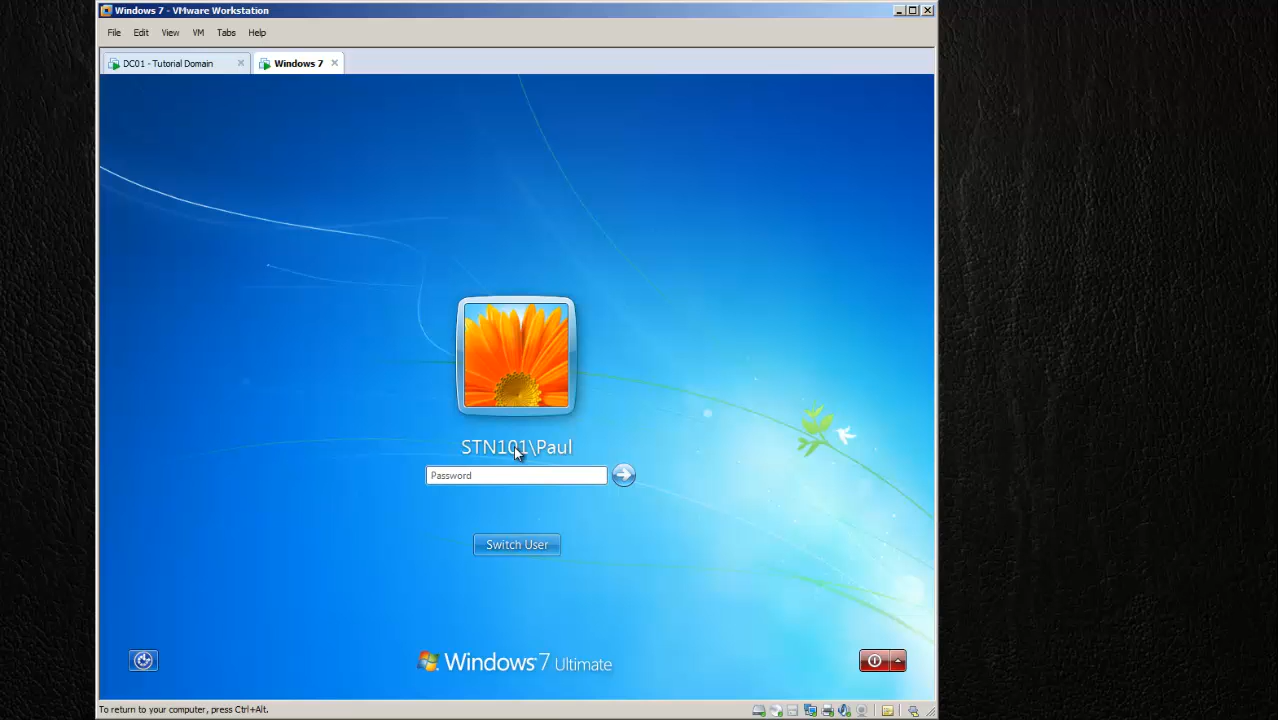 Windows 7 - VMware Workstation
File Edit View VM Tabs Help
DC01 - Tutorial Domain Windows 7
STN101\Paul
Password
Switch User
Windows 7 Ultimate
To return to your computer, press Ctrl+Alt.